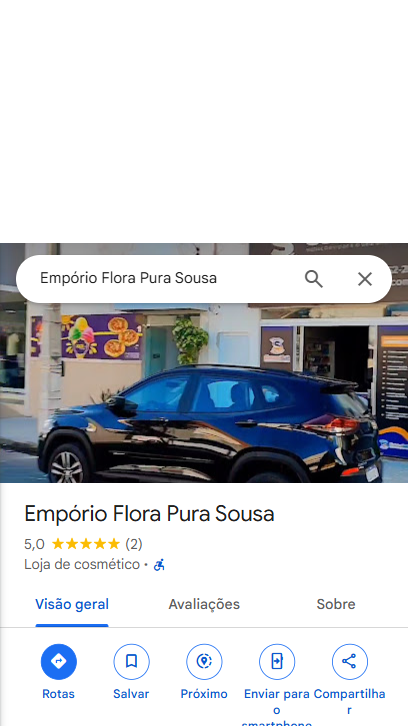 Empório Flora Pura Sousa
Empório Flora Pura Sousa
5,0 ★★★★★ (2)
Loja de cosmético ·
Visão geral
Avaliações
Sobre
Rotas
Salvar
Próximo
Enviar para o smartphone
Compartilhar